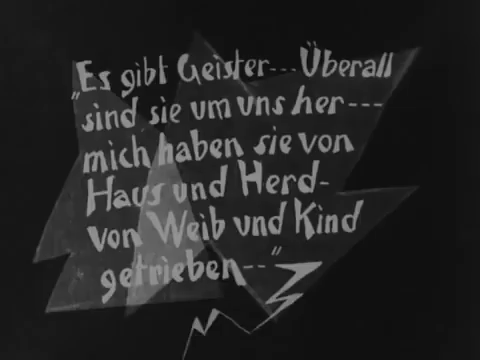 "Es gibt Geister--- Überall
sind sie um uns her---
mich haben sie von
Haus und Herd-
von Weib und Kind
getrieben--"